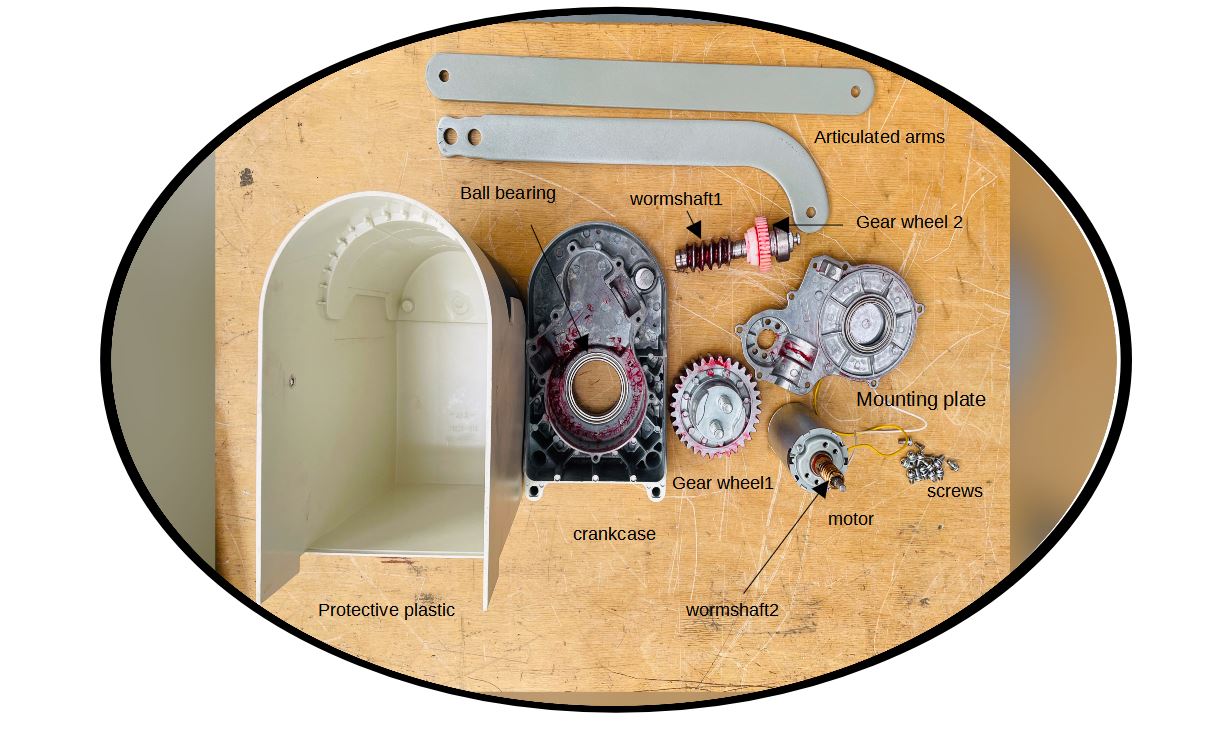 Articulated arms
Ball bearing
wormshaft1
Gear wheel 2
Mounting plate
Gear wheel1
screws
motor
crankcase
wormshaft2
Protective plastic